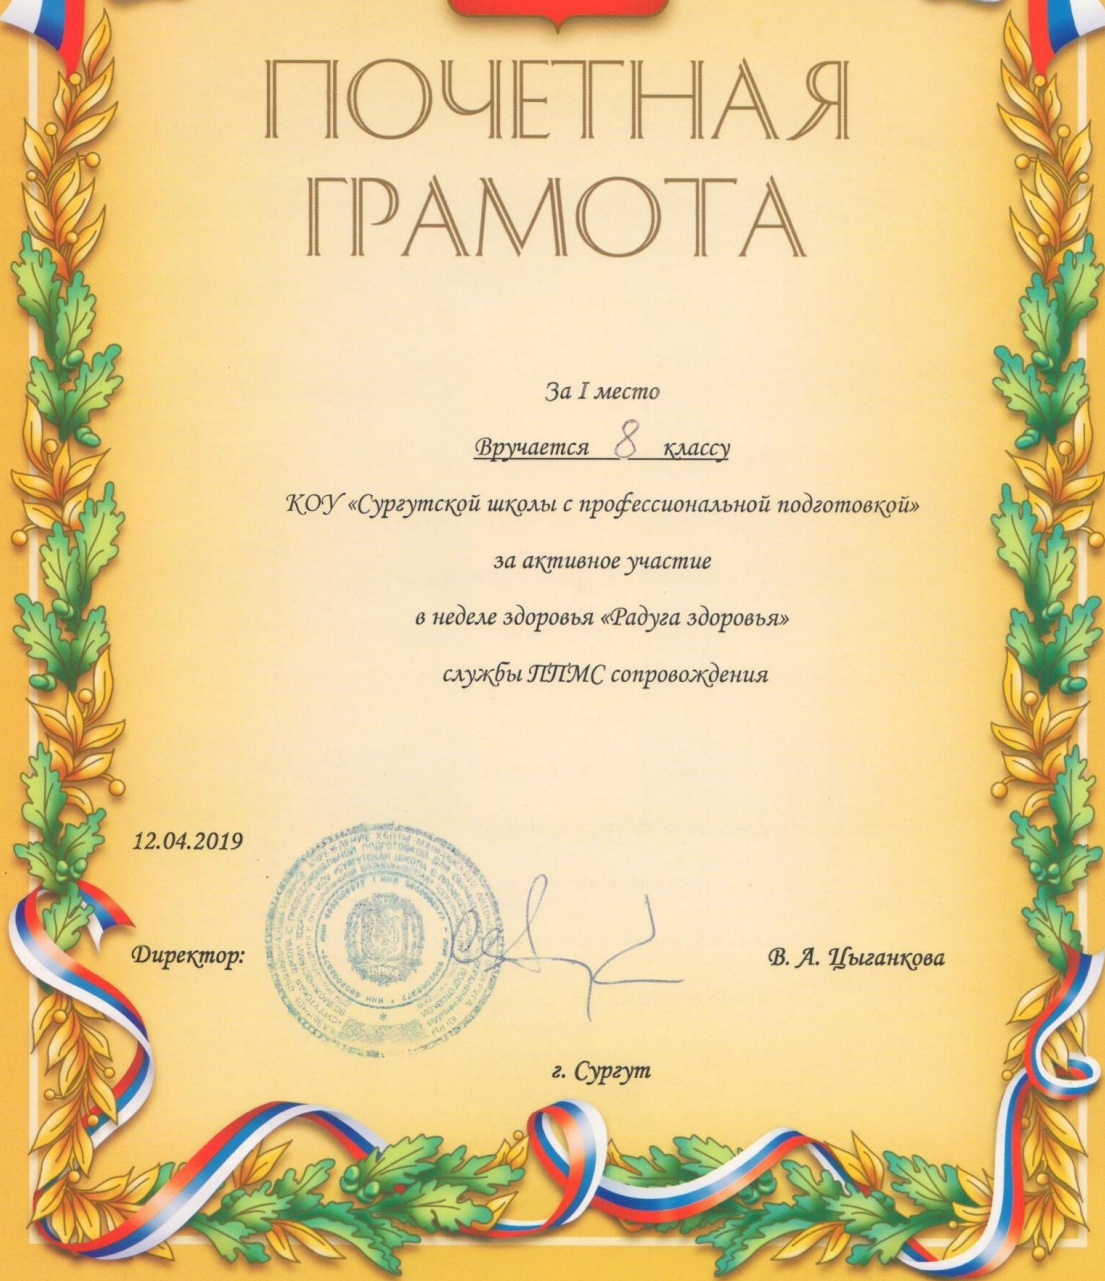 ПОЧЕТНАЯ
ГРАМОТА
За I место
Вручается 8 классу
КОУ «Сургутской школы с профессиональной подготовкой»
за активное участие
в неделе здоровья «Радуга здоровья»
службы ППМС сопровождения
12.04.2019
Директор:
В. А. Цыганкова
г. Сургут